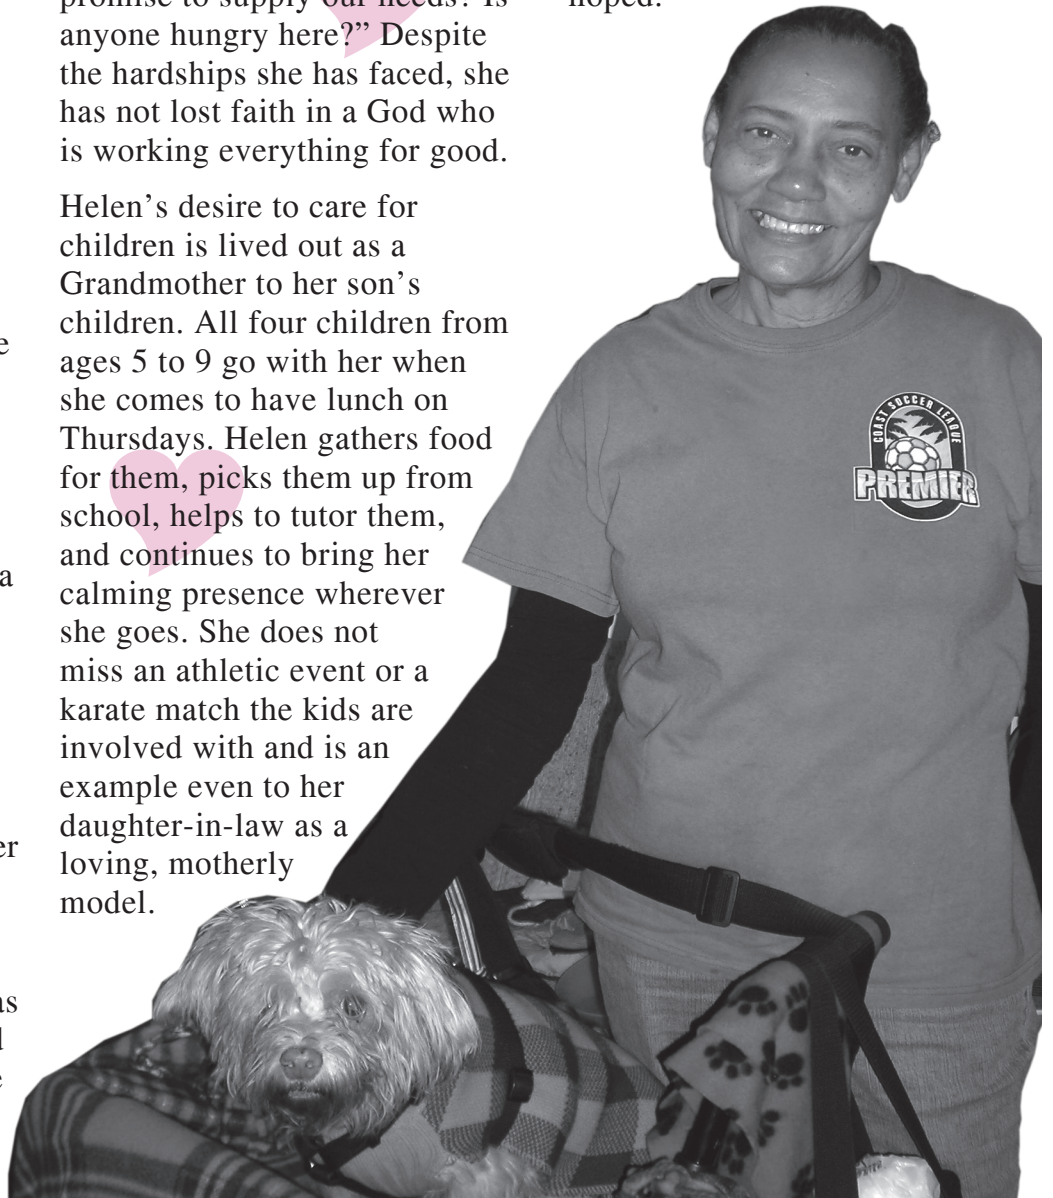 promise to supply our needs? Is
anyone hungry here?” Despite
the hardships she has faced, she
has not lost faith in a God who
is working everything for good.
Helen’s desire to care for
children is lived out as a
Grandmother to her son’s
children. All four children from
ages 5 to 9 go with her when
she comes to have lunch on
Thursdays. Helen gathers food
for them, picks them up from
school, helps to tutor them,
and continues to bring her
calming presence wherever
she goes. She does not
miss an athletic event or a
karate match the kids are
involved with and is an
example even to her
daughter-in-law as a
loving, motherly
model.
hoped.
COAST SOCCER LEAGUE
PREMIER